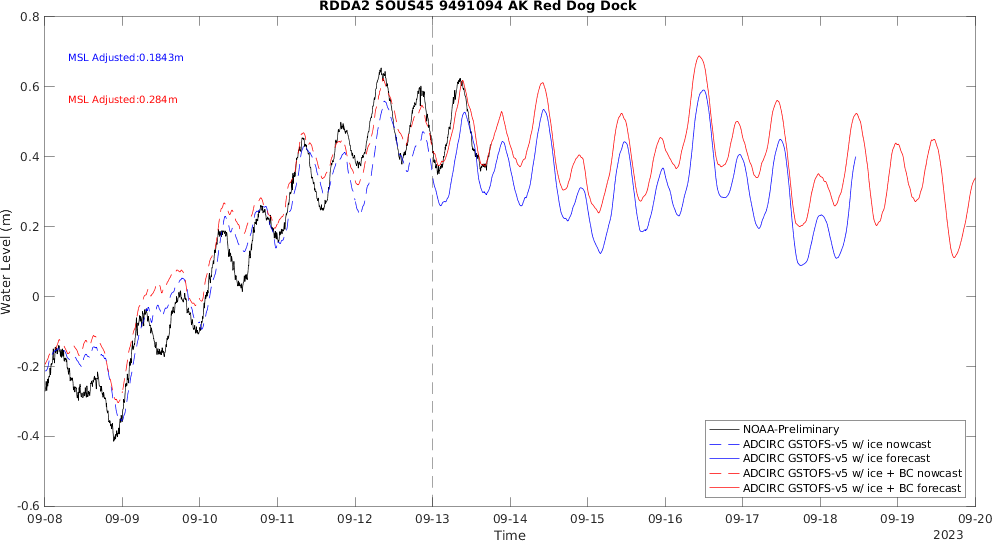 RDDA2 SOUS45 9491094 AK Red Dog Dock
0.8
MSL Adjusted:0.1843m
0.6
MSL Adjusted:0.284m
0.4
0.2
0
-0.2
-0.4
-0.6
Water Level (m)
NOAA-Preliminary
ADCIRC GSTOFS-v5 w/ ice nowcast
ADCIRC GSTOFS-v5 w/ ice forecast
ADCIRC GSTOFS-v5 w/ ice + BC nowcast
ADCIRC GSTOFS-v5 w/ ice + BC forecast
09-08 09-09 09-10 09-11 09-12 09-13 09-14 09-15 09-16 09-17 09-18 09-19 09-20
Time
2023